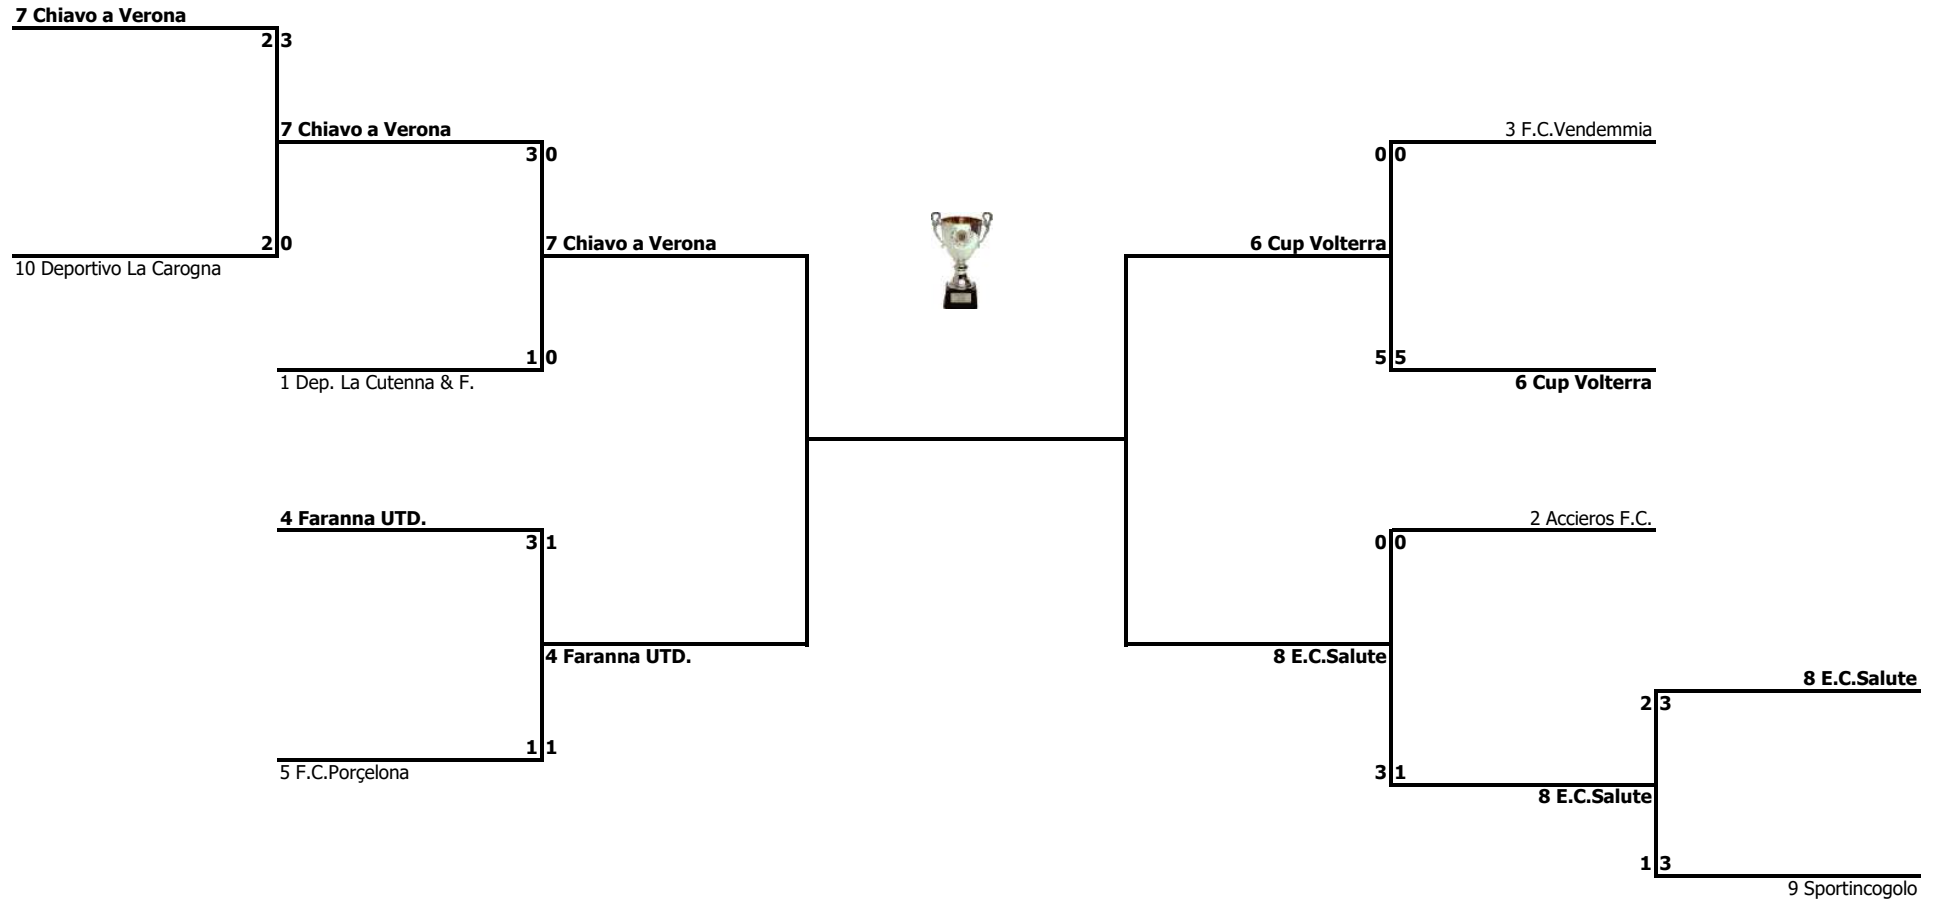 7 Chiavo a Verona
2 3
7 Chiavo a Verona
3 F.C.Vendemmia
3 0
0 0
2 0
7 Chiavo a Verona
6 Cup Volterra
10 Deportivo La Carogna
1 0
5 5
1 Dep. La Cutenna & F.
6 Cup Volterra
4 Faranna UTD.
2 Accieros F.C.
3 1
0 0
4 Faranna UTD.
8 E.C.Salute
8 E.C.Salute
2 3
1 1
5 F.C.Porçelona
3 1
8 E.C.Salute
1 3
9 Sportincogolo